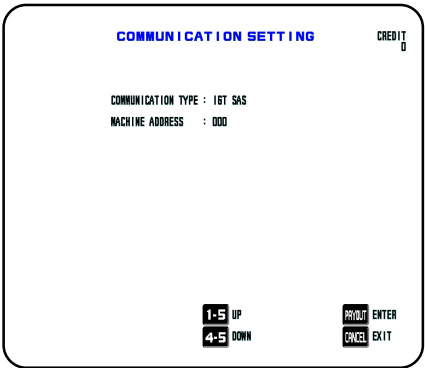 COMMUNICATION SETTING
CREDIT
0
COMMUNICATION TYPE : IGT SAS
MACHINE ADDRESS : 000
1-5 UP
PAYOUT ENTER
4-5 DOWN
CANCEL EXIT